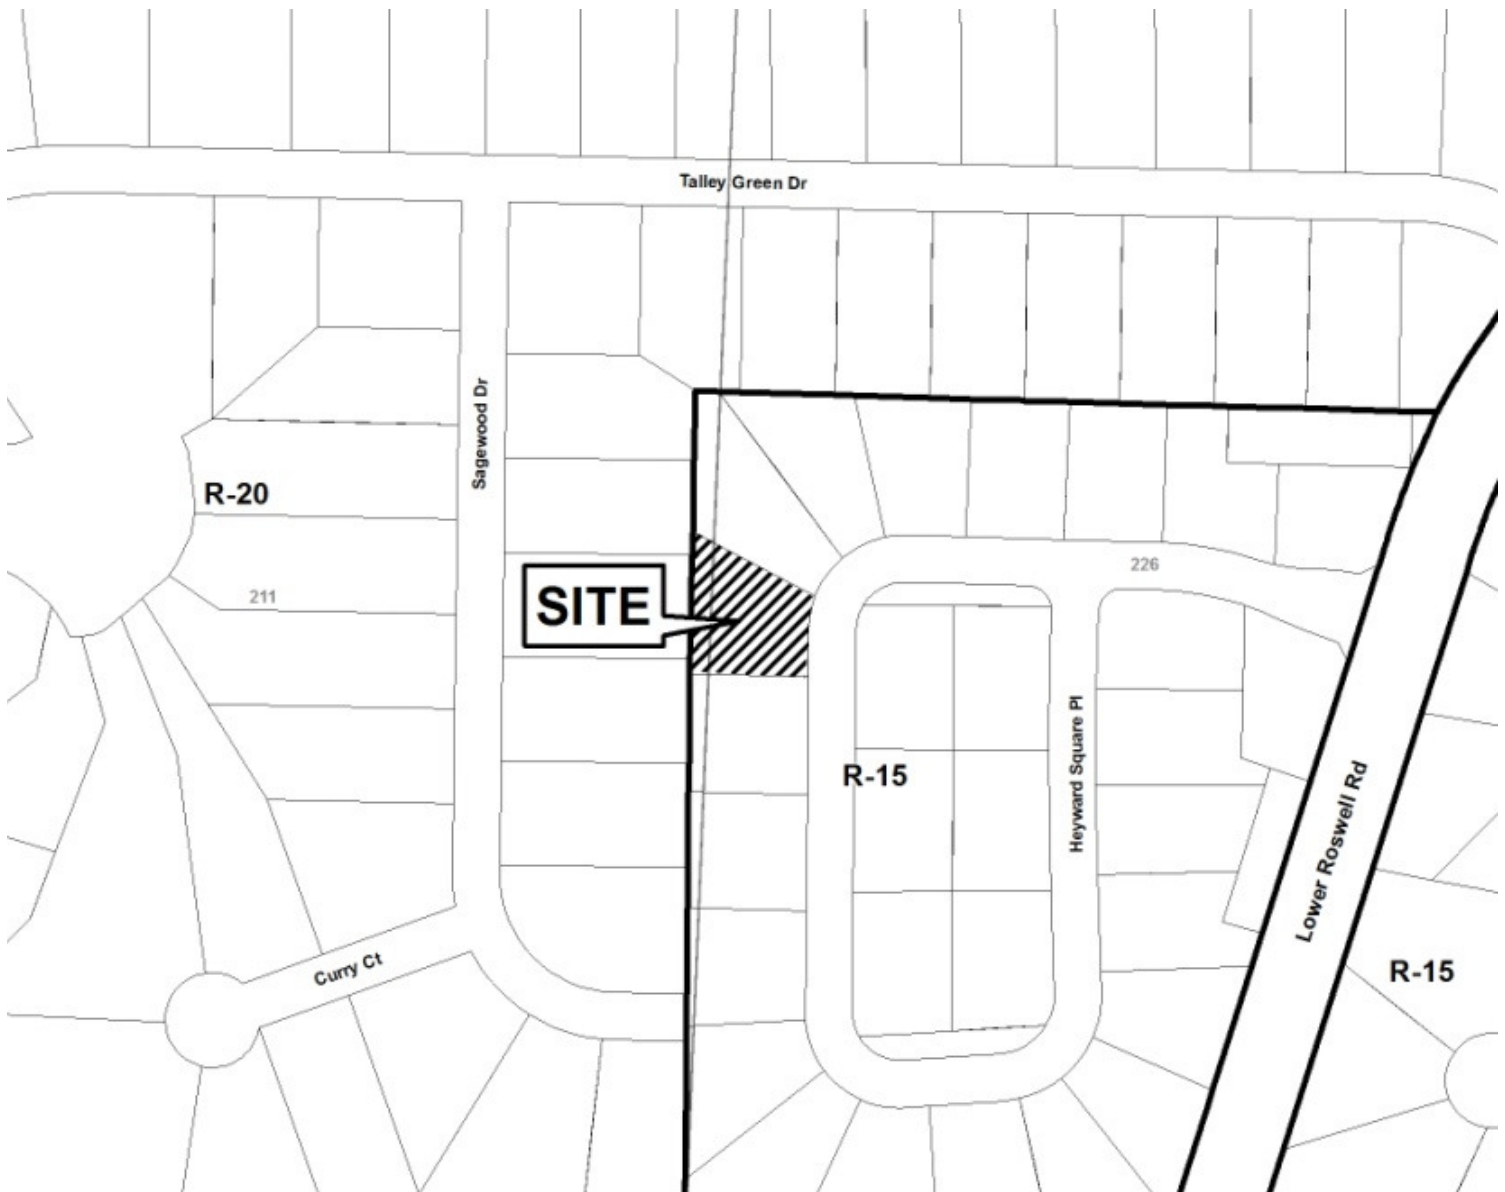 Talley Green Dr
Sagewood Dr
R-20
226
211
SITE
R-15
Heyward Square Pl
Lower Roswell Rd
Curry Ct
R-15